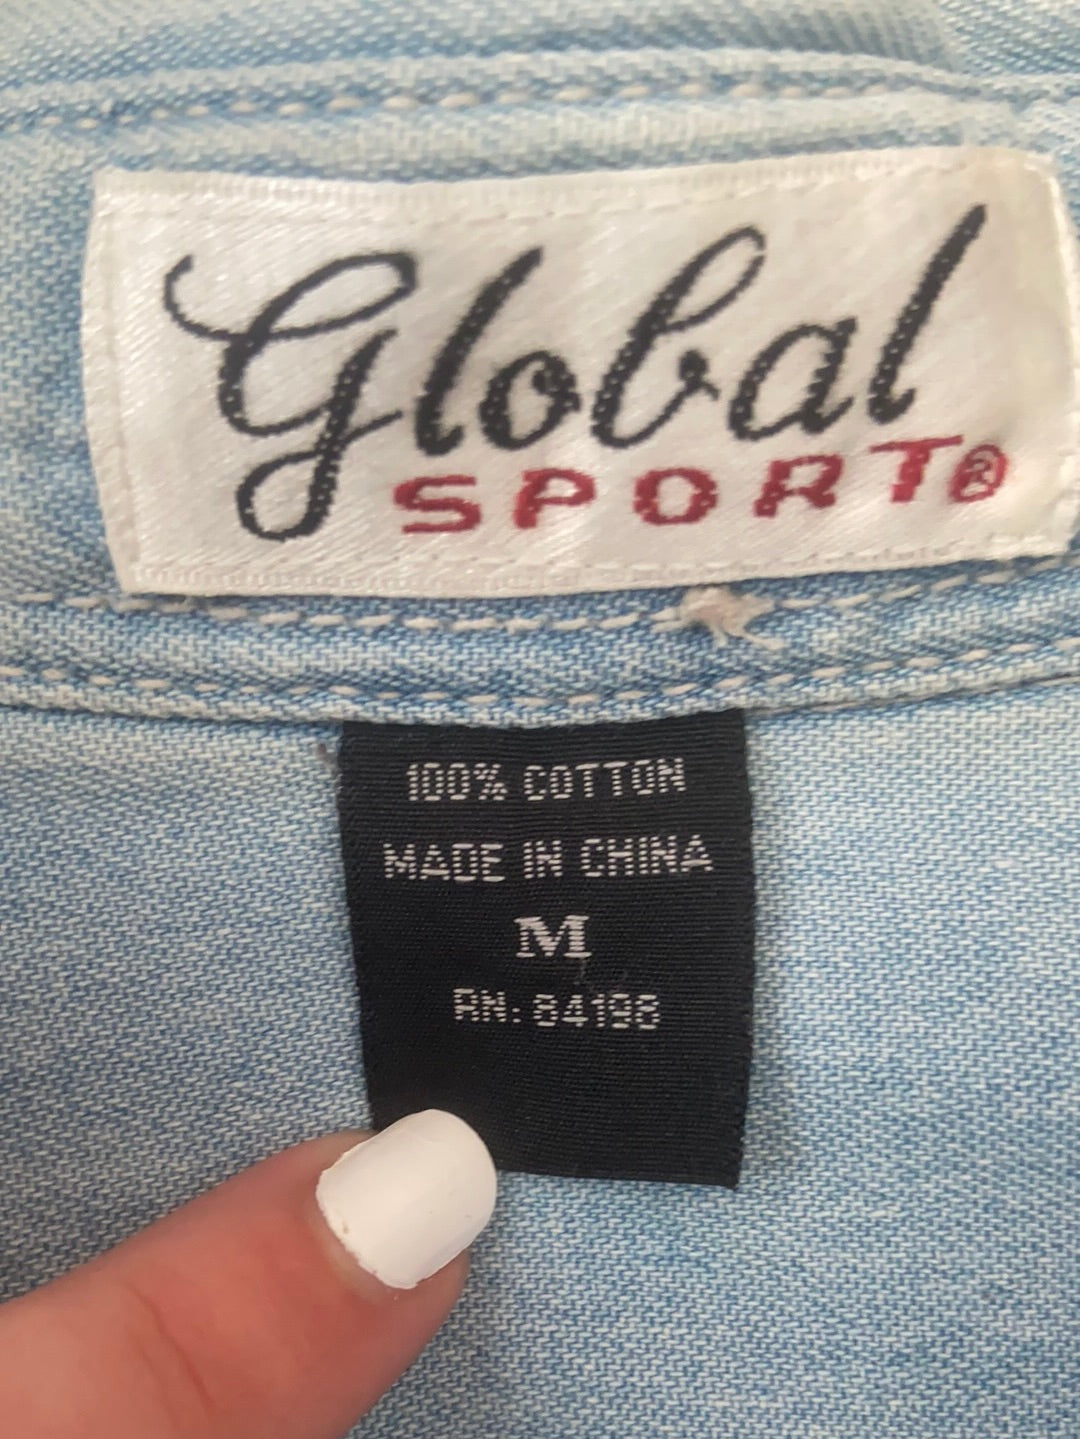 Global
SPORT®
100% COTTON
MADE IN CHINA
M
RN: 84198